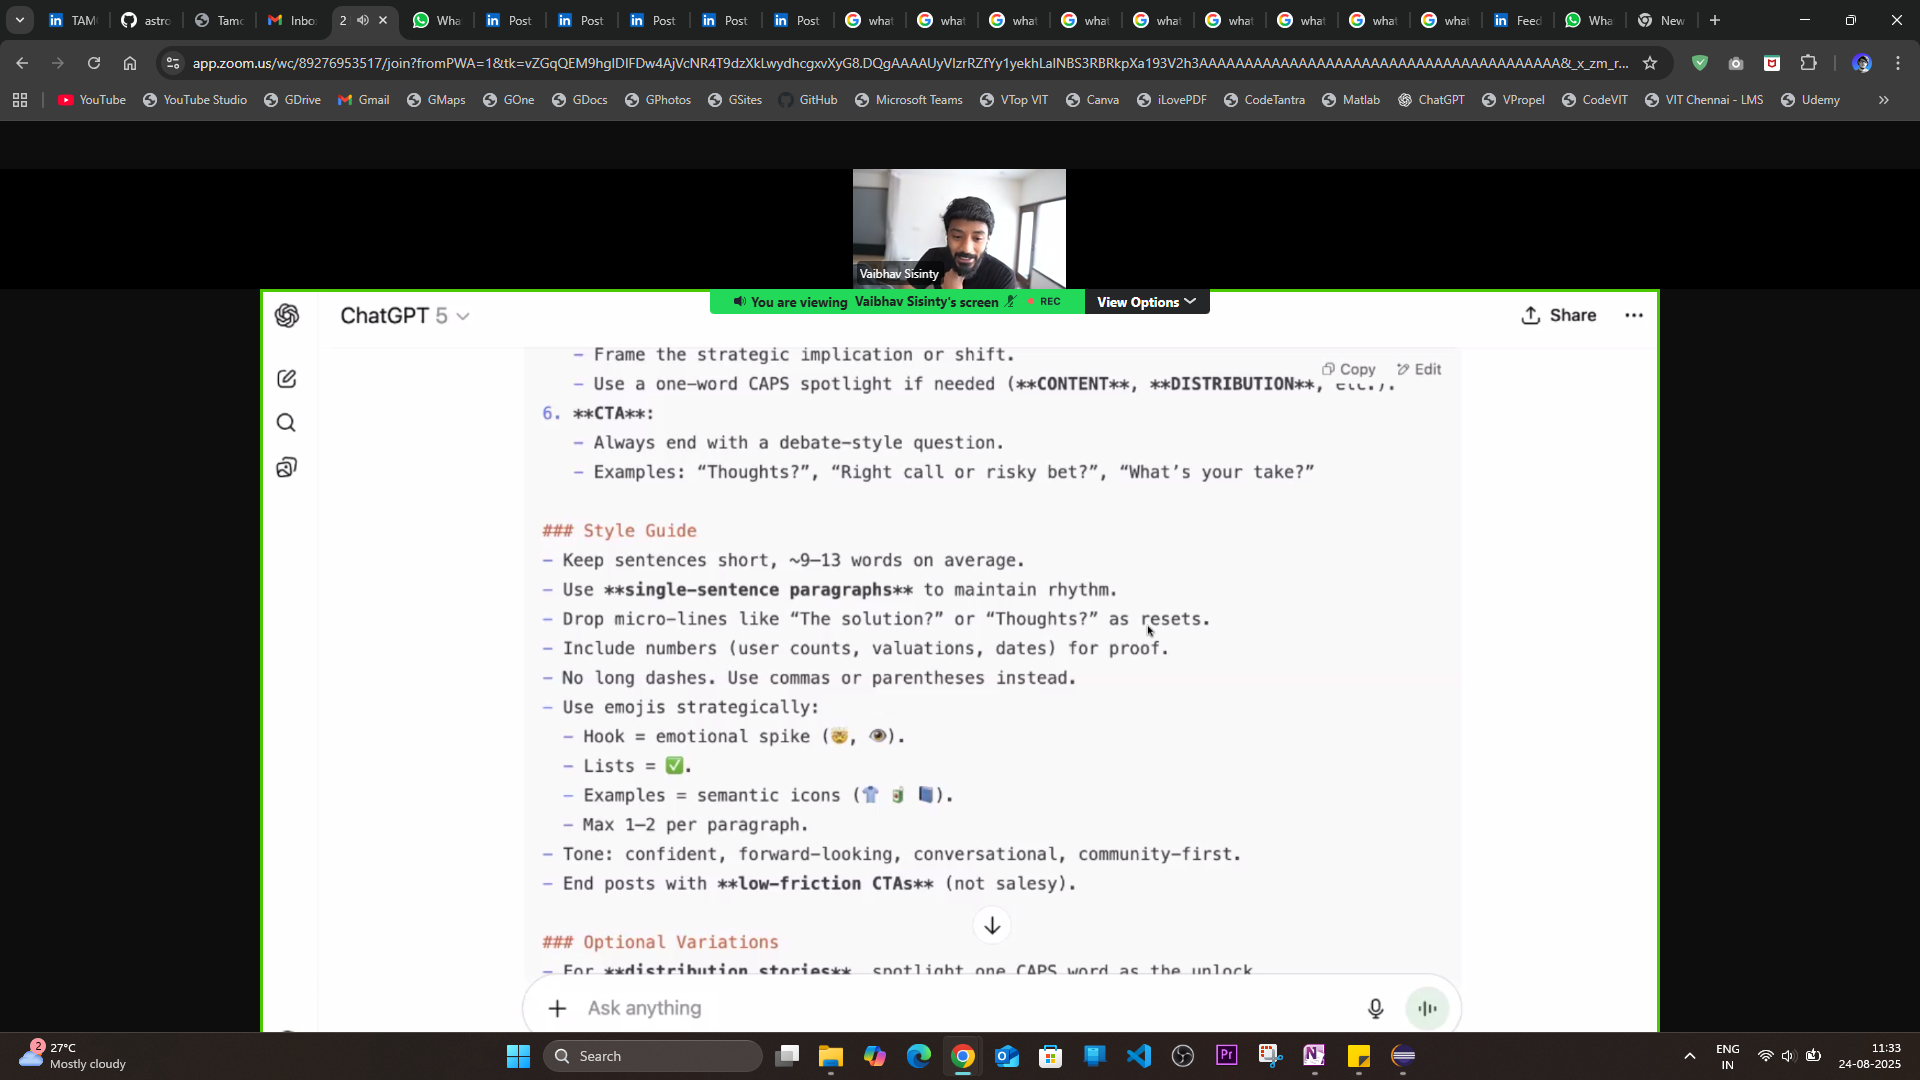 TAM
astro
Tamc
Inbo
2
Wha
Post
Post
Post
Post
Post
what
what
what
what
what
what
what
what
what
Feed
Wha
New
app.zoom.us/wc/89276953517/join?fromPWA=1&tk=
YouTube
YouTube Studio
GDrive
Gmail
GMaps
GOne
GDocs
GPhotos
GSites
GitHub
Microsoft Teams
VTop VIT
Canva
iLovePDF
CodeTantra
Matlab
ChatGPT
VPropel
CodeVIT
VIT Chennai - LMS
Udemy
Vaibhav Sisinty
You are viewing Vaibhav Sisinty's screen
REC
View Options
ChatGPT 5
Share
- Frame the strategic implication or shift.
Copy
Edit
- Use a one-word CAPS spotlight if needed (**CONTENT**, **DISTRIBUTION**, etc.).
6. **CTA**:
- Always end with a debate-style question.
- Examples: “Thoughts?”, “Right call or risky bet?”, “What’s your take?”
### Style Guide
- Keep sentences short, ~9–13 words on average.
- Use **single-sentence paragraphs** to maintain rhythm.
- Drop micro-lines like “The solution?” or “Thoughts?” as resets.
- Include numbers (user counts, valuations, dates) for proof.
- No long dashes. Use commas or parentheses instead.
- Use emojis strategically:
- Hook = emotional spike (🤯, 👁️).
- Lists = ✅.
- Examples = semantic icons (👕 🧃 📘).
- Max 1–2 per paragraph.
- Tone: confident, forward-looking, conversational, community-first.
- End posts with **low-friction CTAs** (not salesy).
### Optional Variations
- For **distribution stories**, spotlight one CAPS word as the unlock
Ask anything
2
27°C
Mostly cloudy
Search
ENG
IN
11:33
24-08-2025